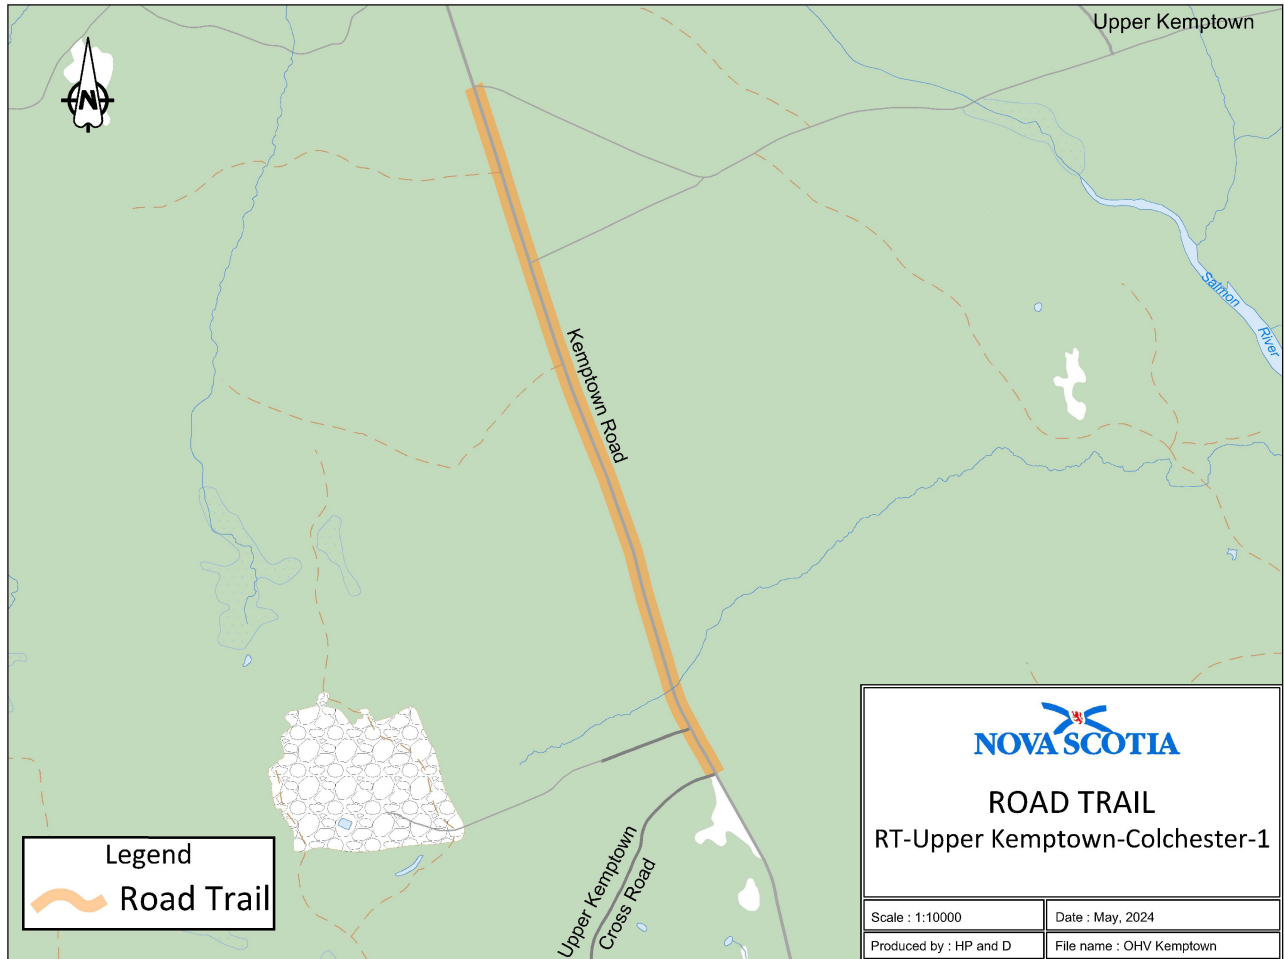 Upper Kemptown
N
Salmon
River
Kemptown Road
Upper Kemptown
Cross Road
Legend
Road Trail
NOVA SCOTIA
ROAD TRAIL
RT-Upper Kemptown-Colchester-1
Scale : 1:10000
Date : May, 2024
Produced by : HP and D
File name : OHV Kemptown